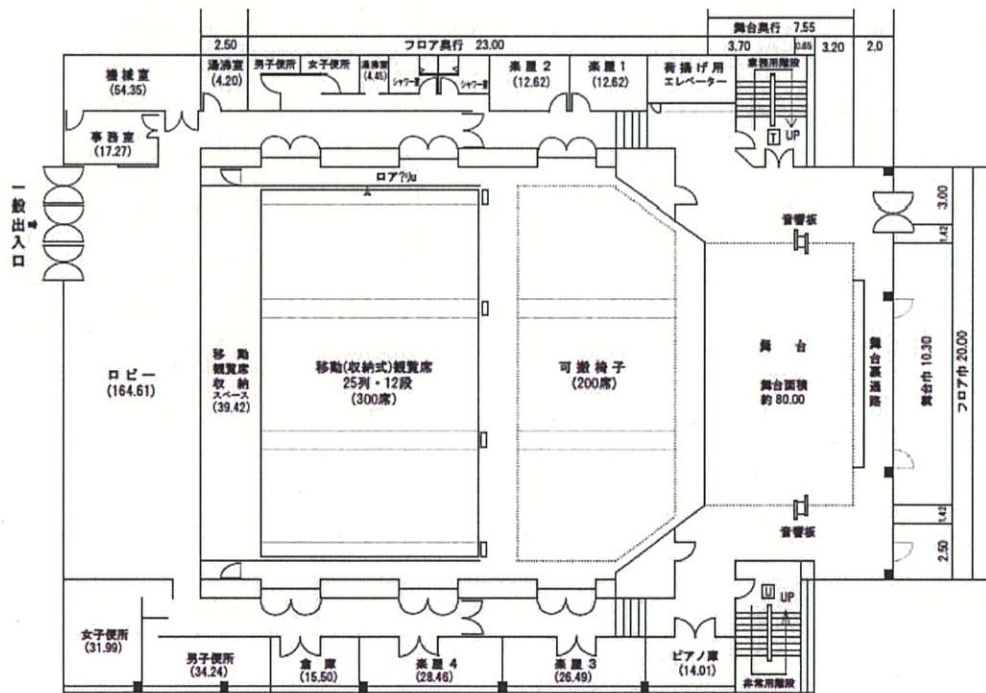 舞台奥行 7.55
2.50
フロア奥行 23.00
3.70
0.65
3.20
2.0
機械室
(54.35)
湯沸室
(4.20)
男子便所
女子便所
湯沸室
(4.45)
シャワー室
シャワー室
楽屋2
(12.62)
楽屋1
(12.62)
荷揚げ用
エレベーター
業務用階段
T
UP
事務室
(17.27)
一般出入口
音響板
3.00
1.42
ロビー
(164.61)
移動
観覧席
収納
スペース
(39.42)
移動(収納式)観覧席
25列・12段
(300席)
可搬椅子
(200席)
舞台
舞台面積
約80.00
舞台裏通路
舞台巾 10.30
フロア巾 20.00
音響板
1.42
2.50
U
UP
女子便所
(31.99)
男子便所
(34.24)
倉庫
(15.50)
楽屋4
(28.46)
楽屋3
(26.49)
ピアノ庫
(14.01)
非常用階段